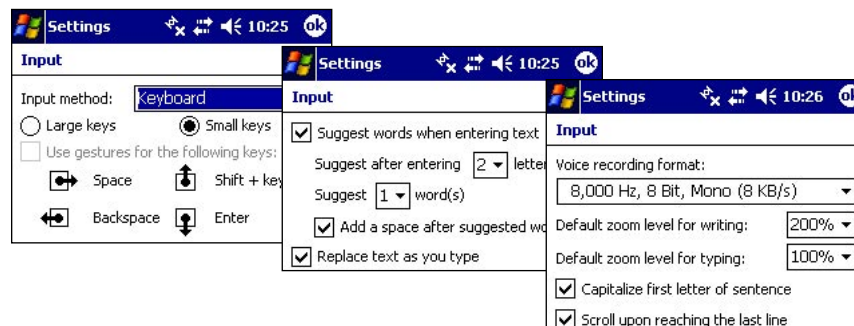 Settings 10:25 ok
Input
Input method: Keyboard
Large keys Small keys
Use gestures for the following keys:
Space Shift + key
Backspace Enter
Settings 10:25 ok
Input
Suggest words when entering text
Suggest after entering 2 letter
Suggest 1 word(s)
Add a space after suggested wo
Replace text as you type
Settings 10:26 ok
Input
Voice recording format:
8,000 Hz, 8 Bit, Mono (8 KB/s)
Default zoom level for writing: 200%
Default zoom level for typing: 100%
Capitalize first letter of sentence
Scroll upon reaching the last line